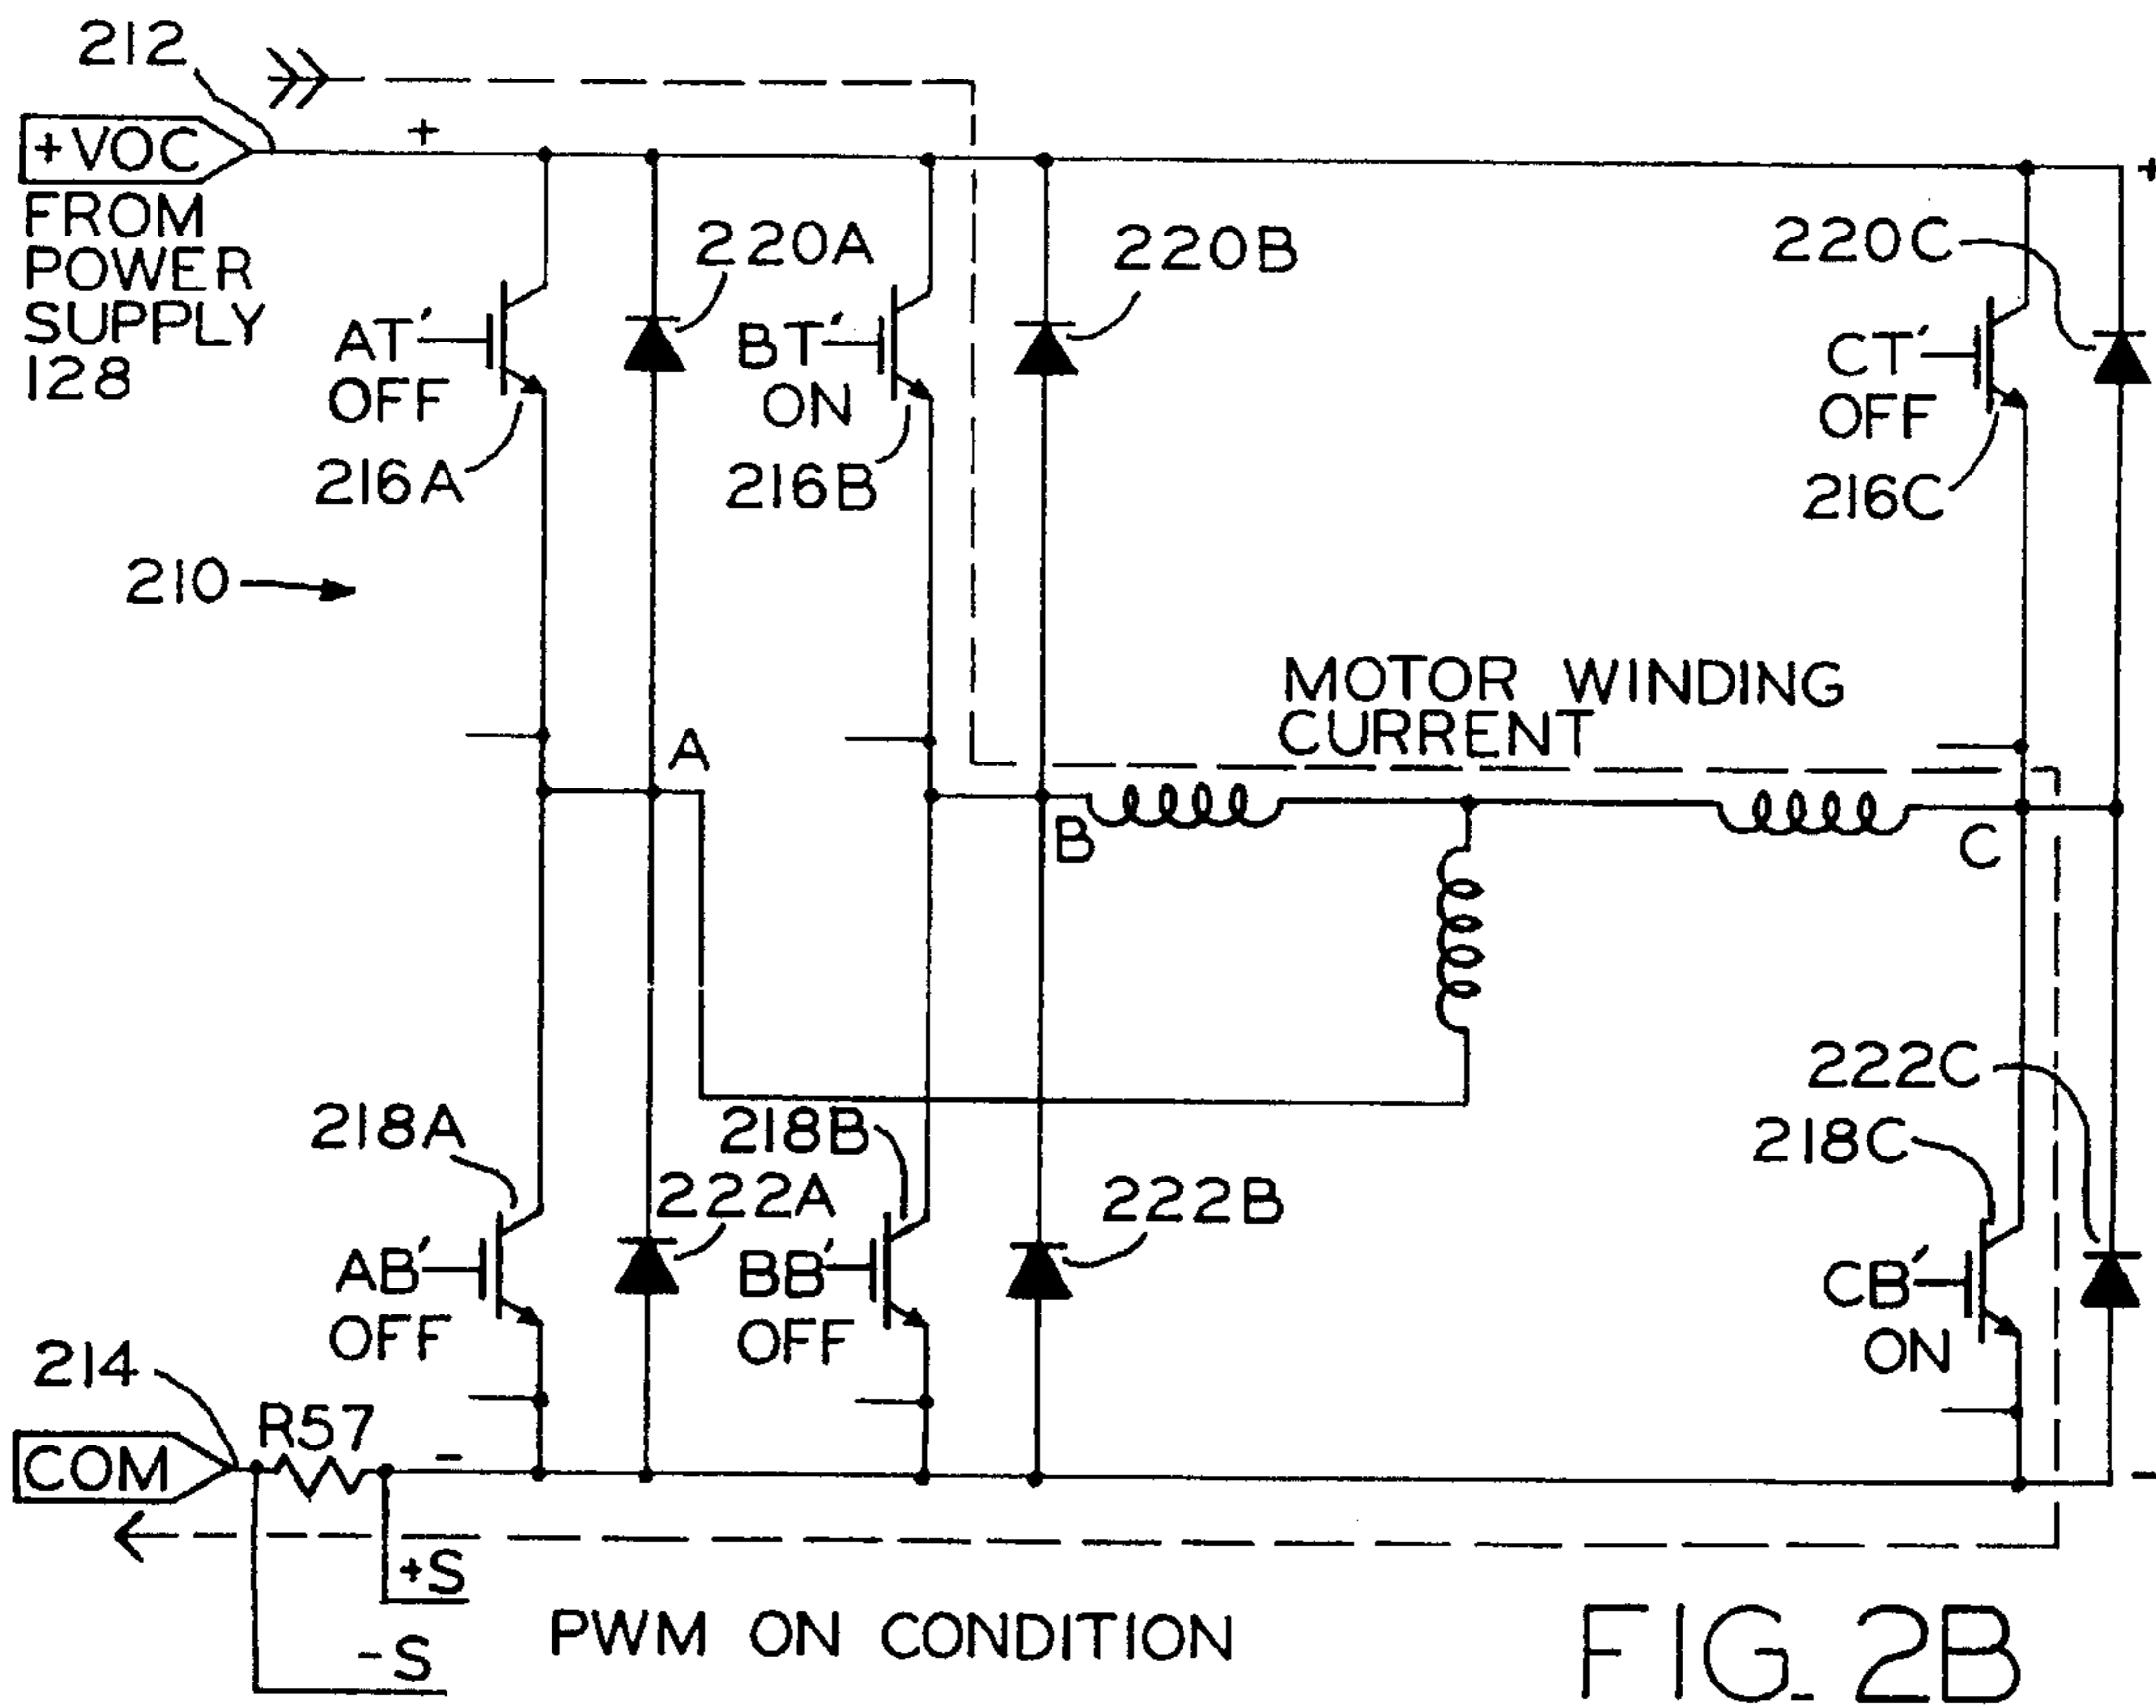 212
+VOC
+
+
FROM
POWER
SUPPLY
128
220A
220B
220C
AT'
OFF
BT'
ON
CT'
OFF
216A
216B
216C
210
MOTOR WINDING
CURRENT
A
B
C
222C
218A
218B
218C
222A
222B
AB'
OFF
BB'
OFF
CB'
ON
214
R57
-
-
COM
+S
-S
PWM ON CONDITION
FIG. 2B